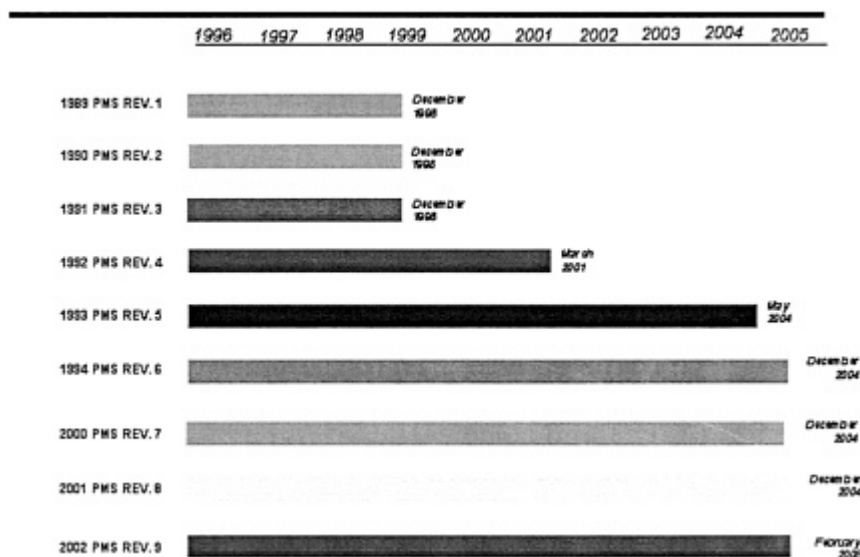 1996 1997 1998 1999 2000 2001 2002 2003 2004 2005
1989 PMS REV. 1
December
1998
1990 PMS REV. 2
December
1998
1991 PMS REV. 3
December
1998
1992 PMS REV. 4
March
2001
1993 PMS REV. 5
May
2004
1994 PMS REV. 6
December
2004
2000 PMS REV. 7
December
2004
2001 PMS REV. 8
December
2004
2002 PMS REV. 9
February